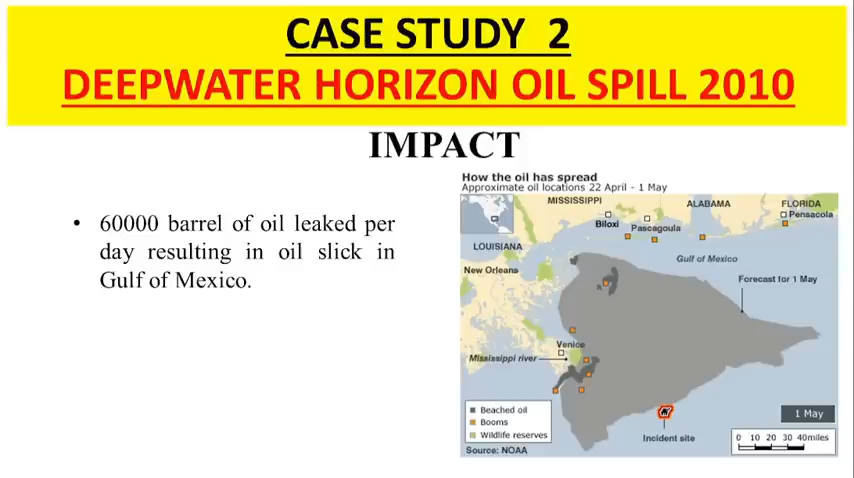 CASE STUDY 2
DEEPWATER HORIZON OIL SPILL 2010
IMPACT
• 60000 barrel of oil leaked per
day resulting in oil slick in
Gulf of Mexico.
How the oil has spread
Approximate oil locations 22 April - 1 May
MISSISSIPPI
ALABAMA
FLORIDA
Pensacola
Biloxi
Pascagoula
LOUISIANA
Gulf of Mexico
New Orleans
Forecast for 1 May
Venice
Mississippi river
Beached oil
Booms
Wildlife reserves
1 May
Incident site
0 10 20 30 40miles
Source: NOAA